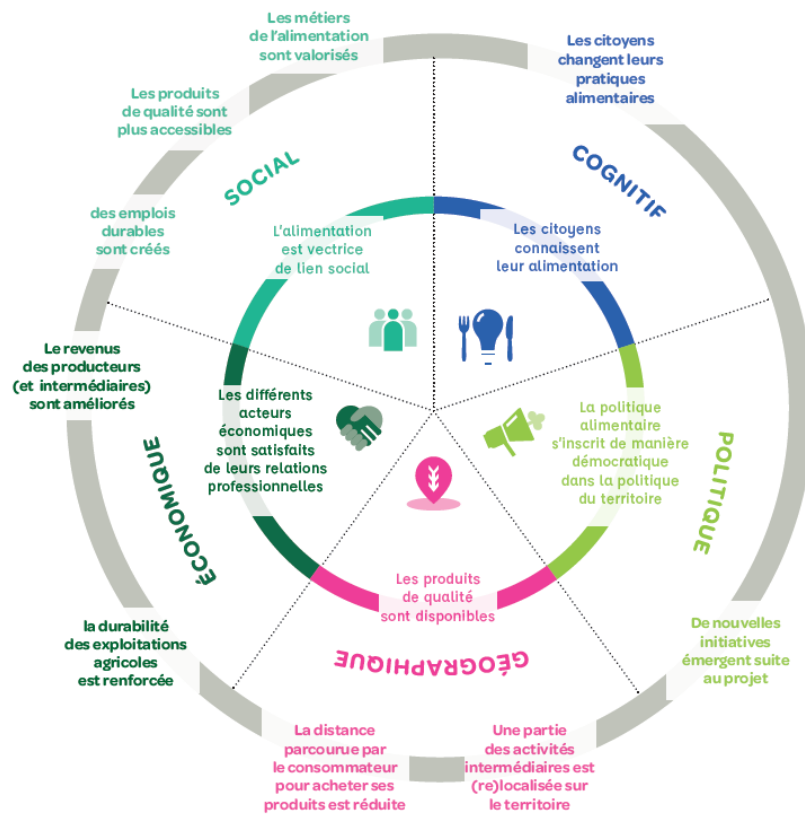 Les métiers
de l'alimentation
sont valorisés
Les citoyens
changent leurs
pratiques
alimentaires
Les produits
de qualité sont
plus accessibles
SOCIAL
COGNITIF
des emplois
durables
sont créés
L'alimentation
est vectrice
de lien social
Les citoyens
connaissent
leur alimentation
Le revenus
des producteurs
(et intermédiaires)
sont améliorés
Les différents
acteurs
économiques
sont satisfaits
de leurs relations
professionnelles
La politique
alimentaire
s'inscrit de manière
démocratique
dans la politique
du territoire
ÉCONOMIQUE
POLITIQUE
Les produits
de qualité
sont disponibles
GÉOGRAPHIQUE
la durabilité
des exploitations
agricoles
est renforcée
De nouvelles
initiatives
émergent suite
au projet
La distance
parcourue par
le consommateur
pour acheter ses
produits est réduite
Une partie
des activités
intermédiaires est
(re)localisée sur
le territoire